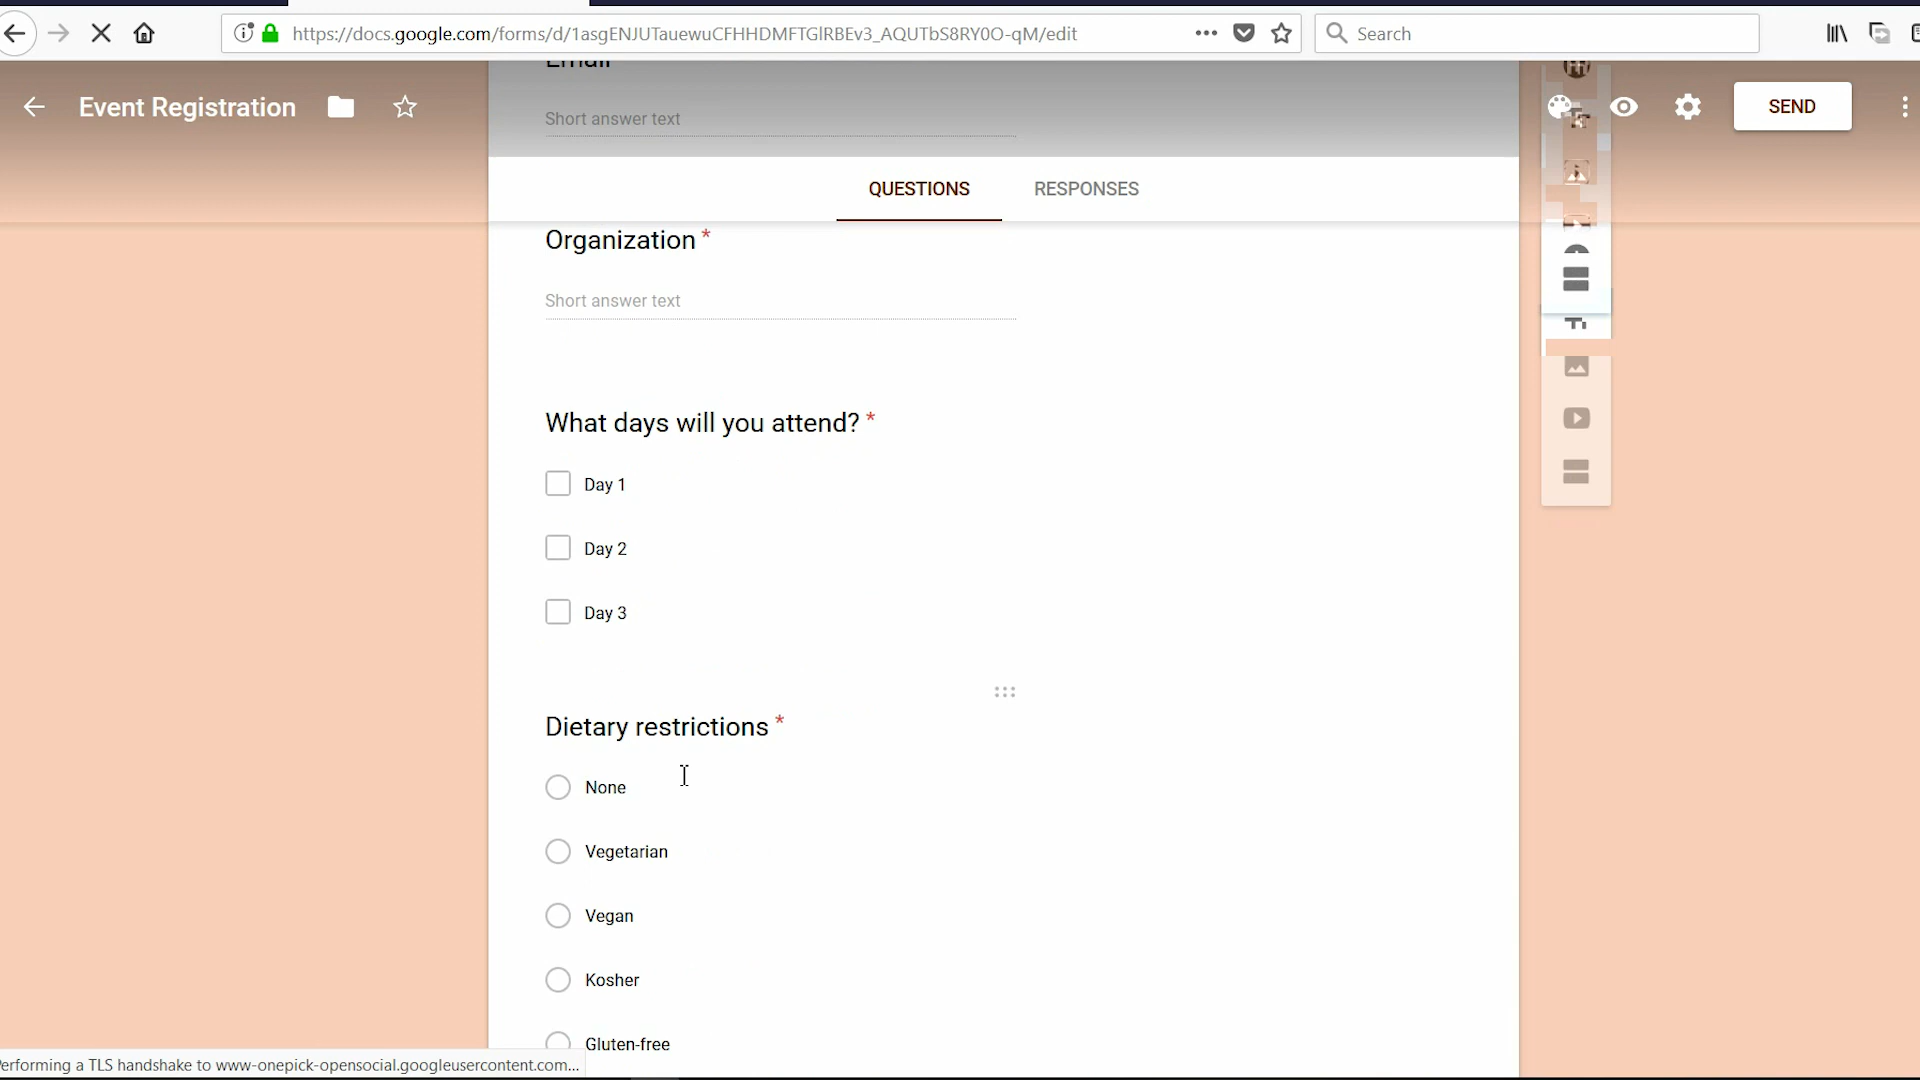 https://docs.google.com/forms/d/1asgENJUTauewuCFHHDMFTGlRBEv3_AQUTbS8RY0O-qM/edit
Search
Email
Event Registration
SEND
Short answer text
QUESTIONS
RESPONSES
Organization *
Short answer text
What days will you attend? *
Day 1
Day 2
Day 3
Dietary restrictions *
None
Vegetarian
Vegan
Kosher
Gluten-free
erforming a TLS handshake to www-onepick-opensocial.googleusercontent.com...